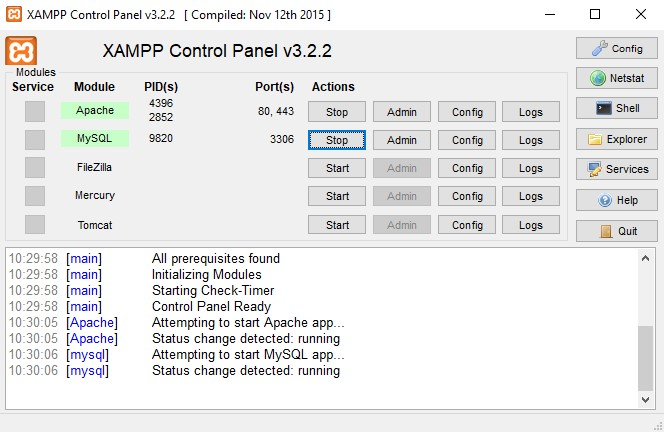 XAMPP Control Panel v3.2.2 [ Compiled: Nov 12th 2015 ]
XAMPP Control Panel v3.2.2
Config
Modules
Service Module PID(s) Port(s) Actions
Netstat
Apache 4396 2852 80, 443 Stop Admin Config Logs
Shell
MySQL 9820 3306 Stop Admin Config Logs
Explorer
FileZilla Start Admin Config Logs
Services
Mercury Start Admin Config Logs
Help
Tomcat Start Admin Config Logs
Quit
10:29:58 [main] All prerequisites found
10:29:58 [main] Initializing Modules
10:29:58 [main] Starting Check-Timer
10:29:58 [main] Control Panel Ready
10:30:05 [Apache] Attempting to start Apache app...
10:30:05 [Apache] Status change detected: running
10:30:06 [mysql] Attempting to start MySQL app...
10:30:06 [mysql] Status change detected: running